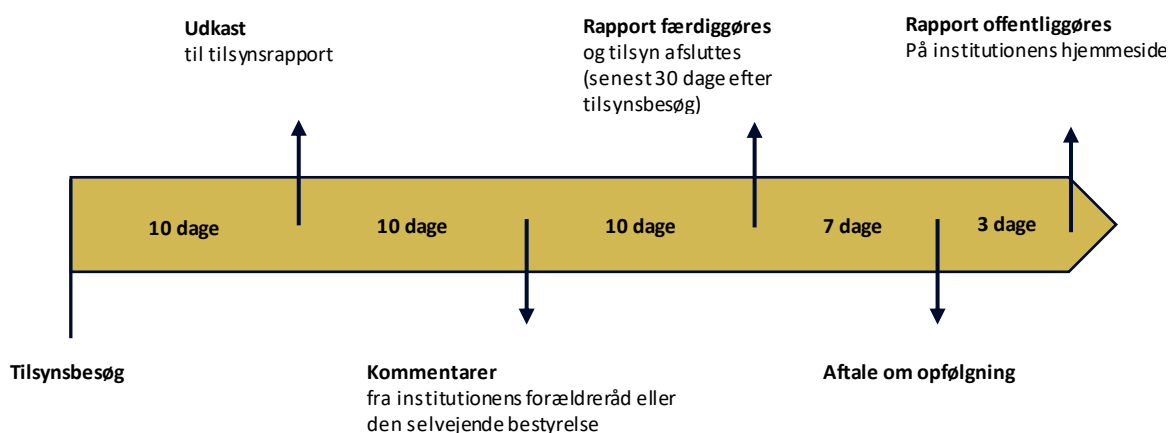 Udkast
til tilsynsrapport
Rapport færdiggøres
og tilsyn afsluttes
(senest 30 dage efter
tilsynsbesøg)
Rapport offentliggøres
På institutionens hjemmeside
10 dage
10 dage
10 dage
7 dage
3 dage
Tilsynsbesøg
Kommentarer
fra institutionens forældreråd eller
den selvejende bestyrelse
Aftale om opfølgning